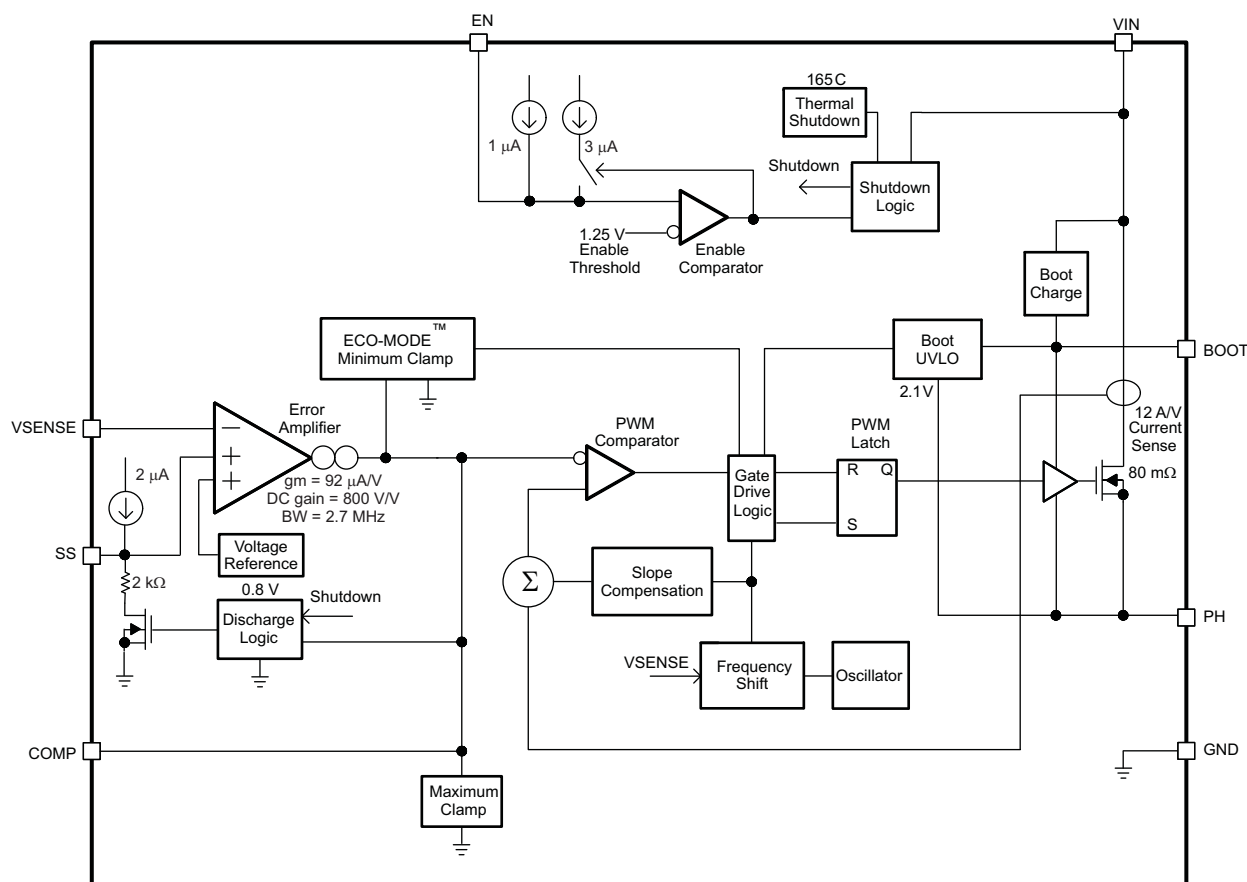 EN
VIN
165C
Thermal
Shutdown
1 μA
3 μA
Shutdown
Shutdown
Logic
1.25 V
Enable
Threshold
Enable
Comparator
Boot
Charge
ECO-MODE™
Minimum Clamp
Boot
UVLO
BOOT
2.1V
VSENSE
Error
Amplifier
PWM
Comparator
PWM
Latch
12 A/V
Current
Sense
80 mΩ
gm = 92 μA/V
DC gain = 800 V/V
BW = 2.7 MHz
2 μA
Gate
Drive
Logic
R
Q
S
SS
Voltage
Reference
2 kΩ
0.8 V
Shutdown
Discharge
Logic
Σ
Slope
Compensation
PH
VSENSE
Frequency
Shift
Oscillator
COMP
GND
Maximum
Clamp